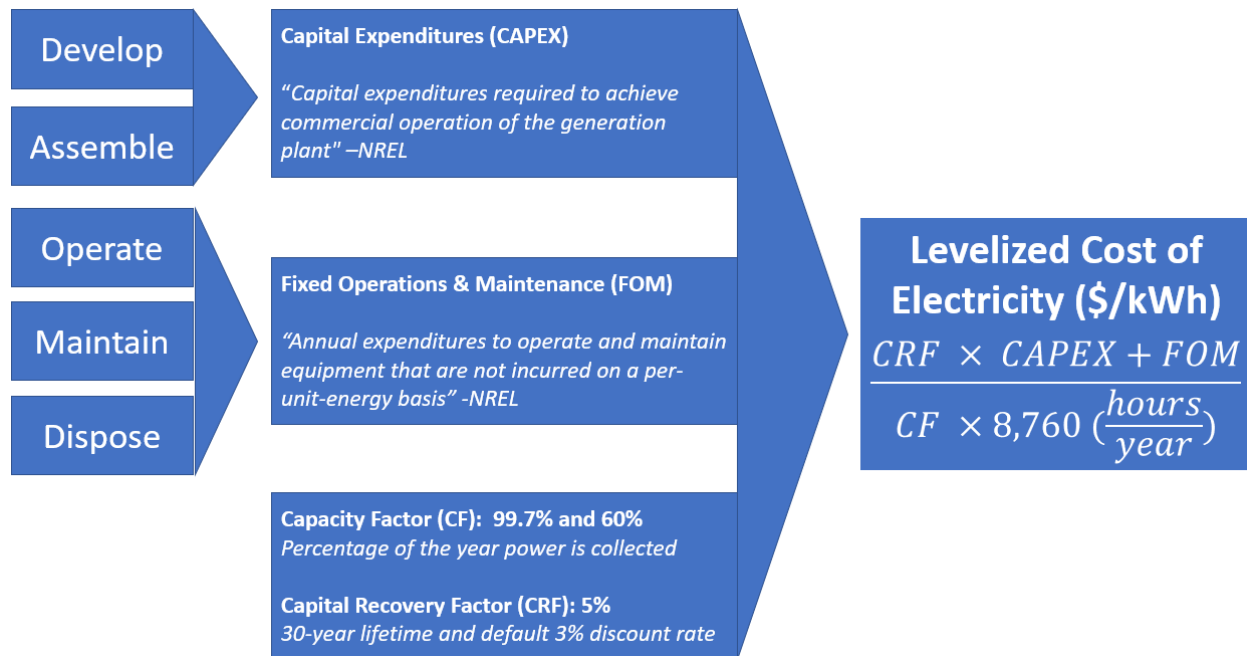 Develop
Assemble
Operate
Maintain
Dispose
Capital Expenditures (CAPEX)
“Capital expenditures required to achieve
commercial operation of the generation
plant" –NREL
Fixed Operations & Maintenance (FOM)
“Annual expenditures to operate and maintain
equipment that are not incurred on a per-
unit-energy basis” -NREL
Capacity Factor (CF):  99.7% and 60%
Percentage of the year power is collected
Capital Recovery Factor (CRF): 5%
30-year lifetime and default 3% discount rate
Levelized Cost of
Electricity ($/kWh)
CRF × CAPEX + FOM
CF × 8,760 (hours
year)